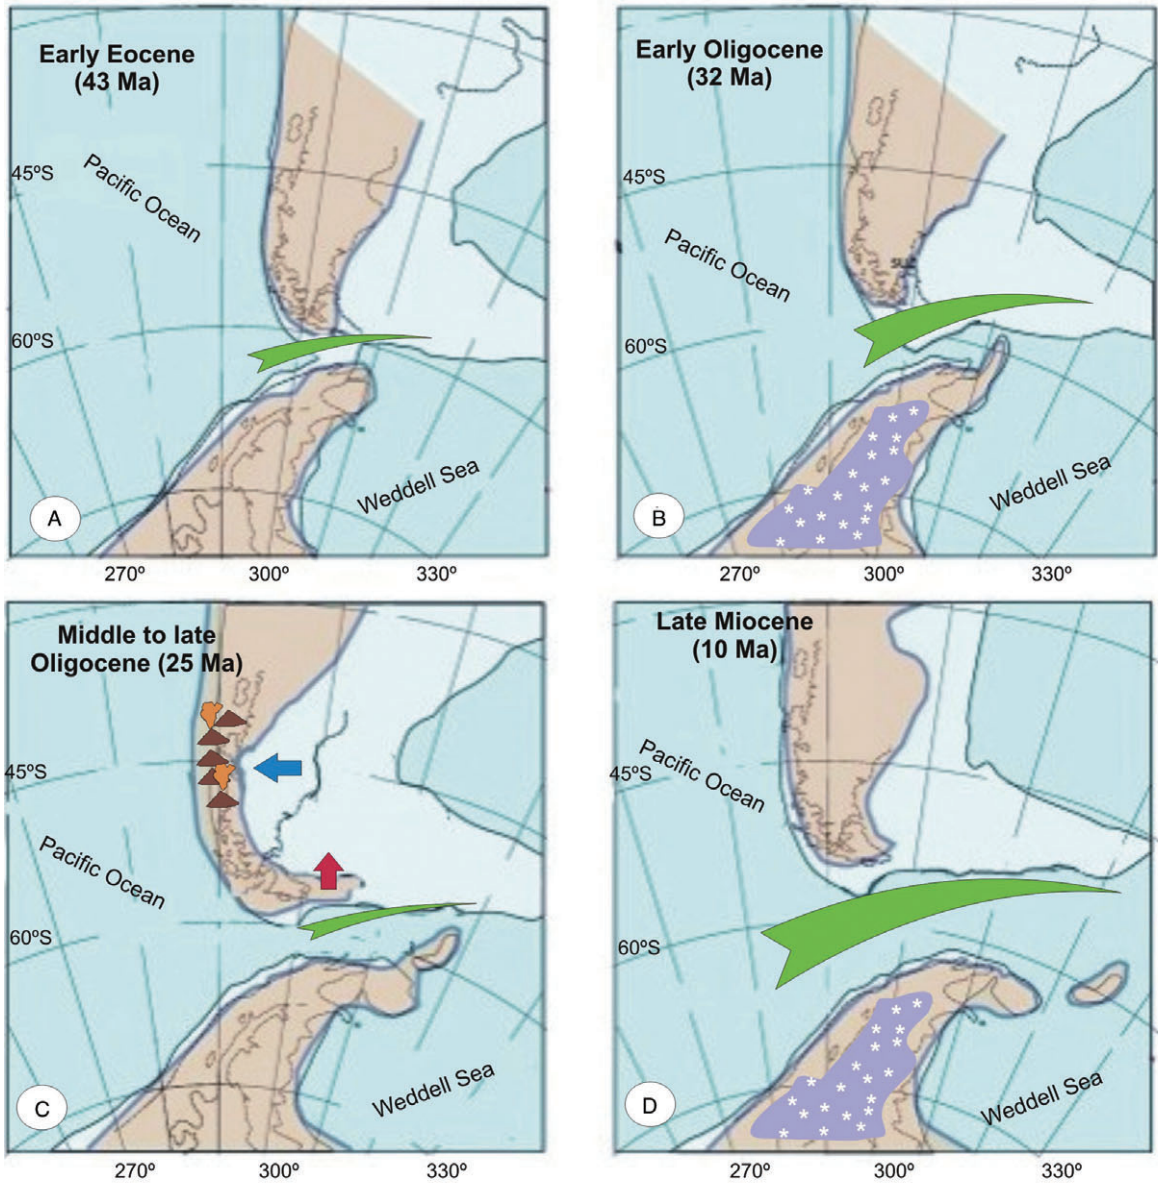 Early Eocene
(43 Ma)
Pacific Ocean
45ºS
60ºS
Weddell Sea
A
270º
300º
330º
Early Oligocene
(32 Ma)
Pacific Ocean
45ºS
60ºS
Weddell Sea
B
270º
300º
330º
Middle to late
Oligocene (25 Ma)
45ºS
Pacific Ocean
60ºS
Weddell Sea
C
270º
300º
330º
Late Miocene
(10 Ma)
Pacific Ocean
45ºS
60ºS
Weddell Sea
D
270º
300º
330º